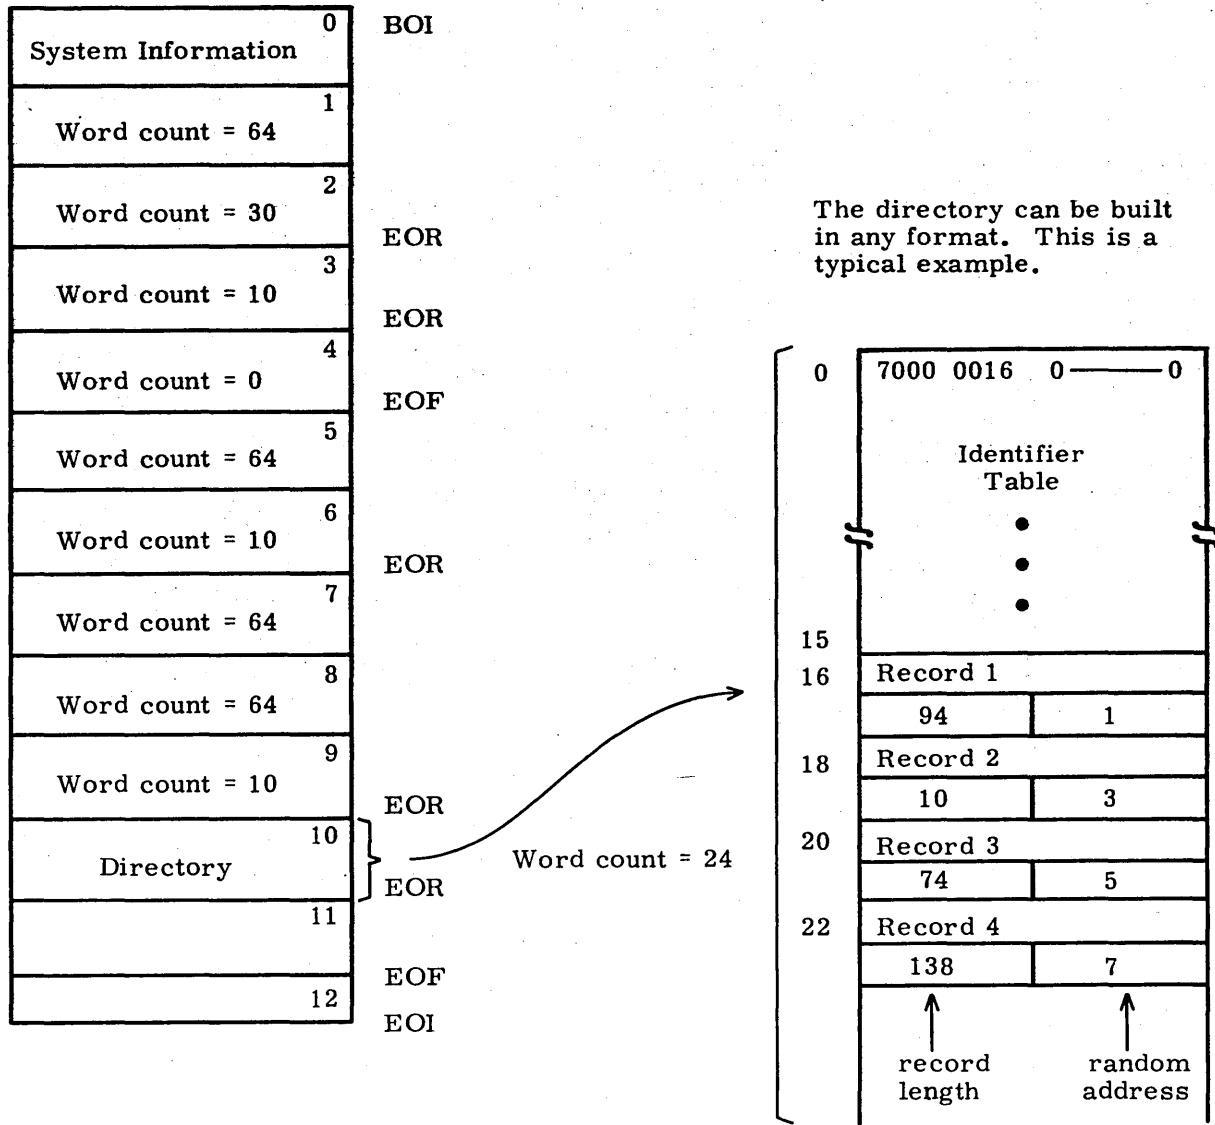 0 BOI
System Information
1
Word count = 64
2
Word count = 30
EOR
3
Word count = 10
EOR
4
Word count = 0
EOF
5
Word count = 64
6
Word count = 10
EOR
7
Word count = 64
8
Word count = 64
9
Word count = 10
EOR
10
Directory
EOR
11
EOF
12
EOI
Word count = 24
The directory can be built
in any format. This is a
typical example.
0 7000 0016 0 0
Identifier
Table
15
16 Record 1
94 1
18 Record 2
10 3
20 Record 3
74 5
22 Record 4
138 7
record random
length address